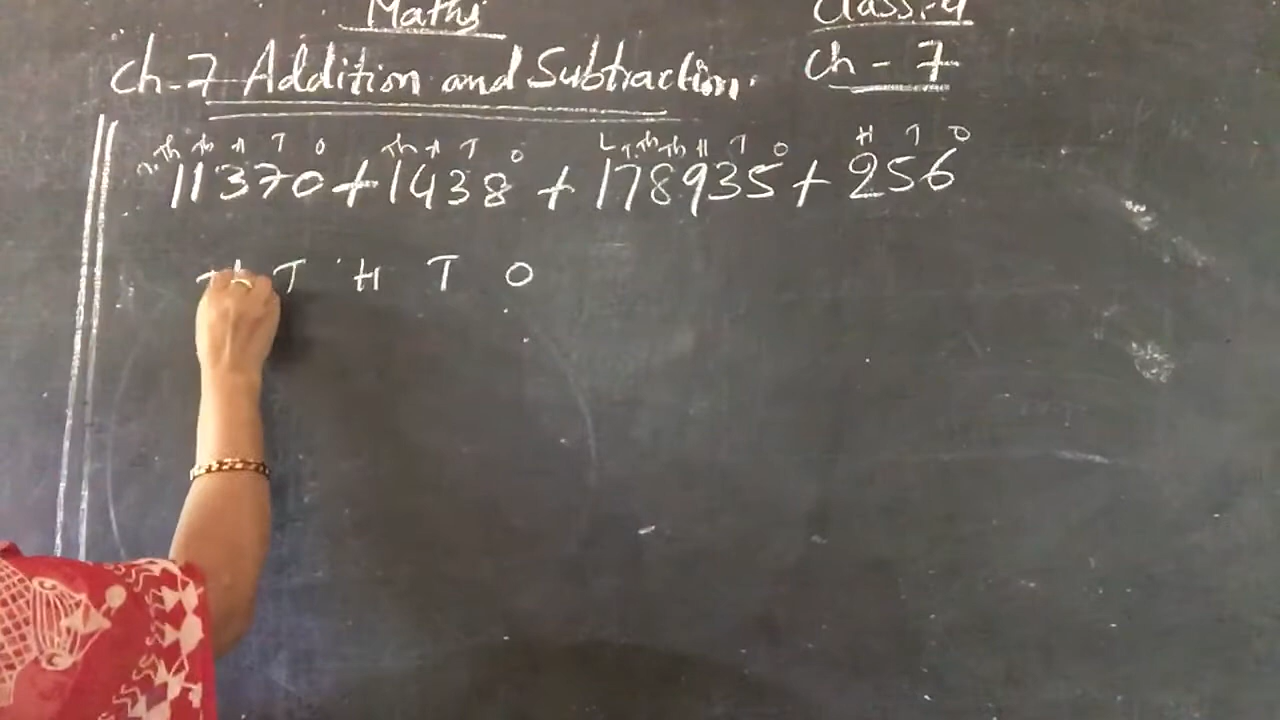 Maths Class:-4
Ch-7 Addition and Subtraction. Ch - 7
Th Th H T O Th H T O L T.Th Th H T O H T O
11370 + 1438 + 178935 + 256
T H T O